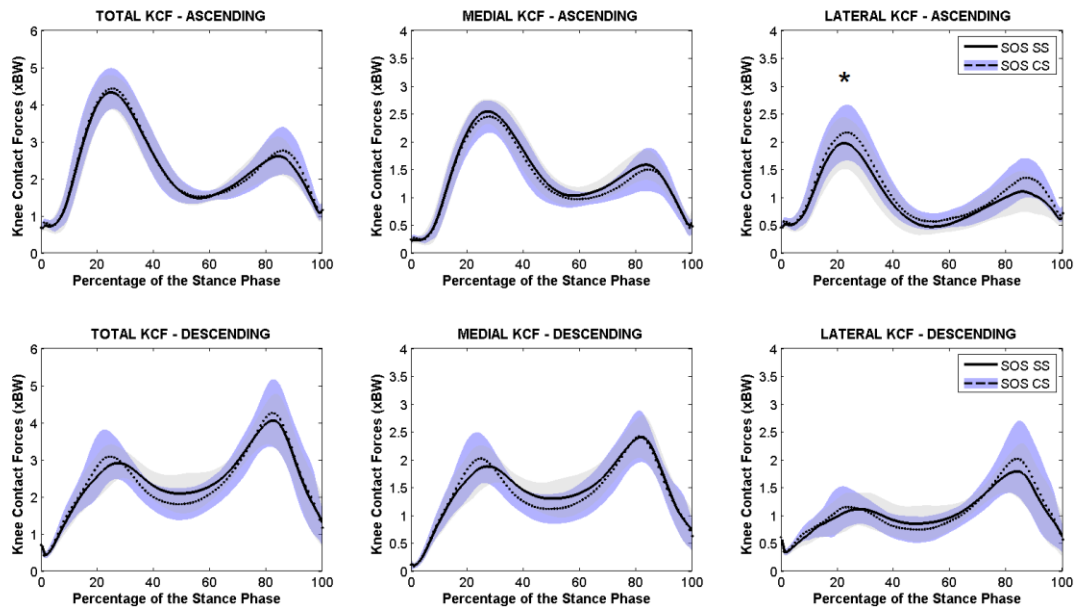 TOTAL KCF - ASCENDING
Knee Contact Forces (xBW)
6
5
4
3
2
1
0
0 20 40 60 80 100
Percentage of the Stance Phase
MEDIAL KCF - ASCENDING
Knee Contact Forces (xBW)
4
3.5
3
2.5
2
1.5
1
0.5
0
0 20 40 60 80 100
Percentage of the Stance Phase
LATERAL KCF - ASCENDING
Knee Contact Forces (xBW)
4
3.5
3
2.5
2
1.5
1
0.5
0
0 20 40 60 80 100
Percentage of the Stance Phase
SOS SS
SOS CS
*
TOTAL KCF - DESCENDING
Knee Contact Forces (xBW)
6
5
4
3
2
1
0
0 20 40 60 80 100
Percentage of the Stance Phase
MEDIAL KCF - DESCENDING
Knee Contact Forces (xBW)
4
3.5
3
2.5
2
1.5
1
0.5
0
0 20 40 60 80 100
Percentage of the Stance Phase
LATERAL KCF - DESCENDING
Knee Contact Forces (xBW)
4
3.5
3
2.5
2
1.5
1
0.5
0
0 20 40 60 80 100
Percentage of the Stance Phase
SOS SS
SOS CS